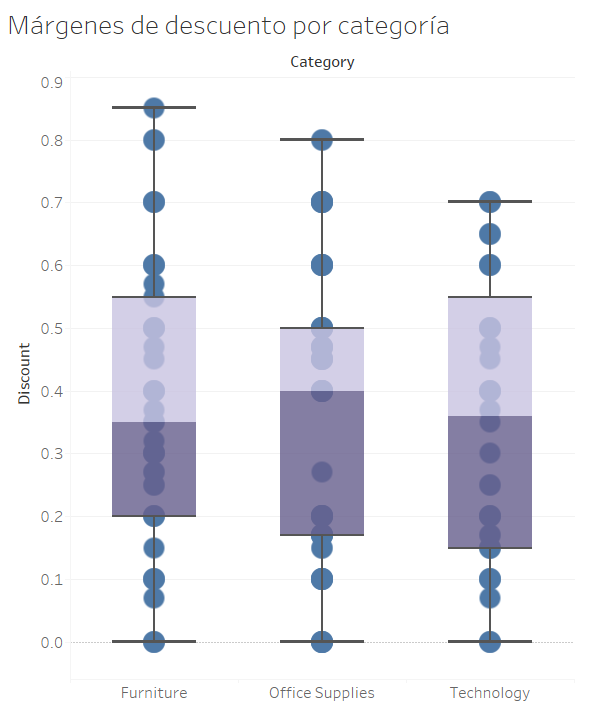 Márgenes de descuento por categoría
Category
0.9
0.8
0.7
0.6
0.5
0.4
0.3
0.2
0.1
0.0
Discount
Furniture
Office Supplies
Technology